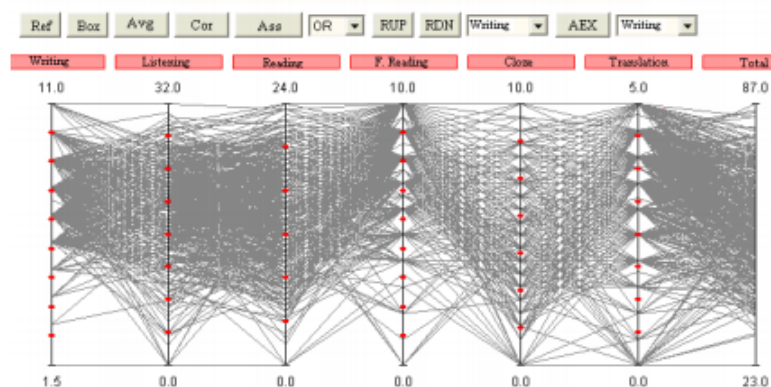 Ref Box Avg Cor Ass OR RUP RDN Writing AEX Writing
Writing Listening Reading F. Reading Cloze Translation Total
11.0 32.0 24.0 10.0 10.0 5.0 87.0
1.5 0.0 0.0 0.0 0.0 0.0 23.0